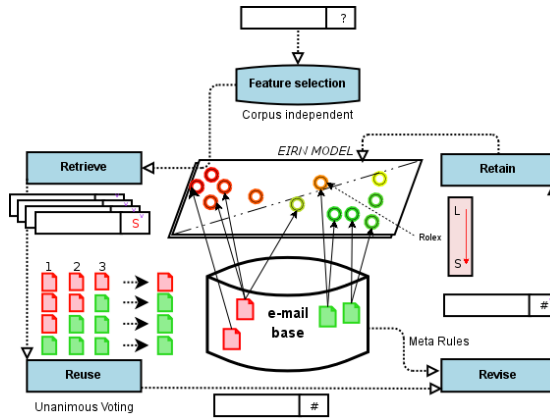 ?
Feature selection
Corpus independent
EIRN MODEL
Retrieve
Retain
S
L
S
Rolex
1 2 3
e-mail
base
#
Meta Rules
Reuse
Revise
Unanimous Voting
#